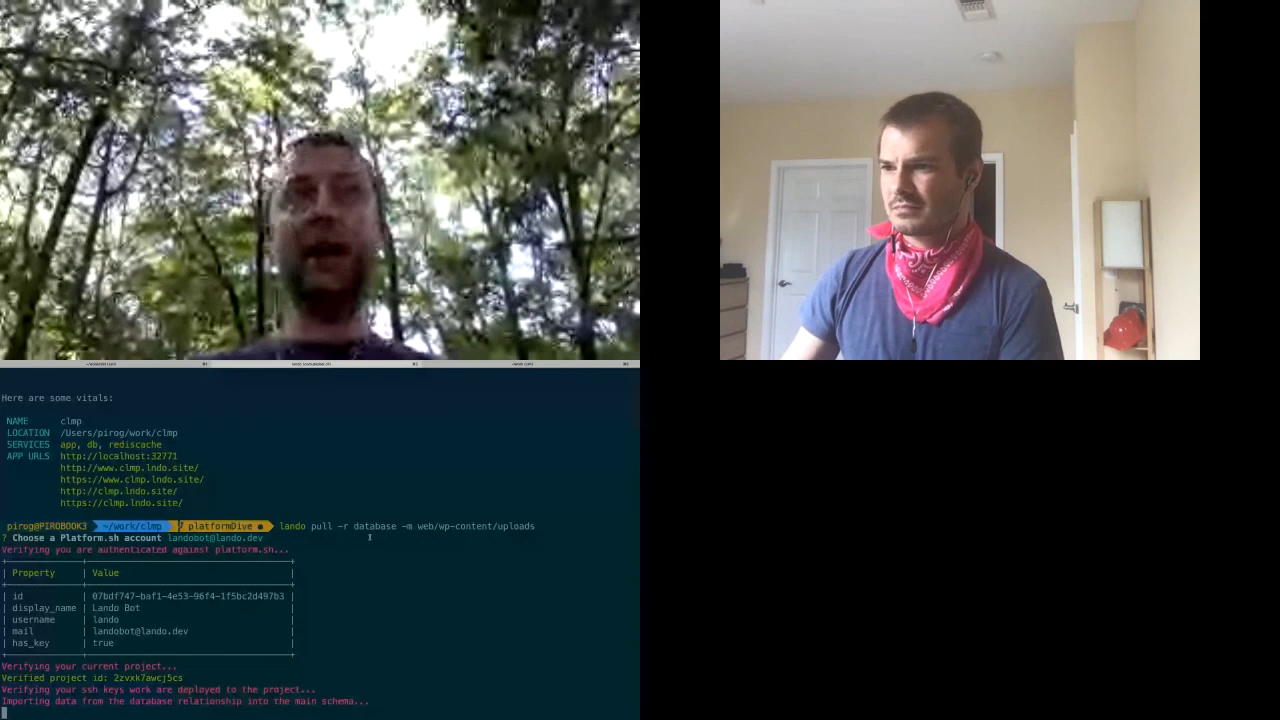 Here are some vitals:
NAME clmp
LOCATION /Users/pirog/work/clmp
SERVICES app, db, rediscache
APP URLS http://localhost:32771
http://www.clmp.lndo.site/
https://www.clmp.lndo.site/
http://clmp.lndo.site/
https://clmp.lndo.site/
pirog@PIROBOOK3 ~/work/clmp platformDive ● lando pull -r database -m web/wp-content/uploads
? Choose a Platform.sh account landobot@lando.dev
Verifying you are authenticated against platform.sh...
| Property | Value |
| id | 07bdf747-baf1-4e53-96f4-1f5bc2d497b3 |
| display_name | Lando Bot |
| username | lando |
| mail | landobot@lando.dev |
| has_key | true |
Verifying your current project...
Verified project id: 2zvxk7awcj5cs
Verifying your ssh keys work are deployed to the project...
Importing data from the database relationship into the main schema...